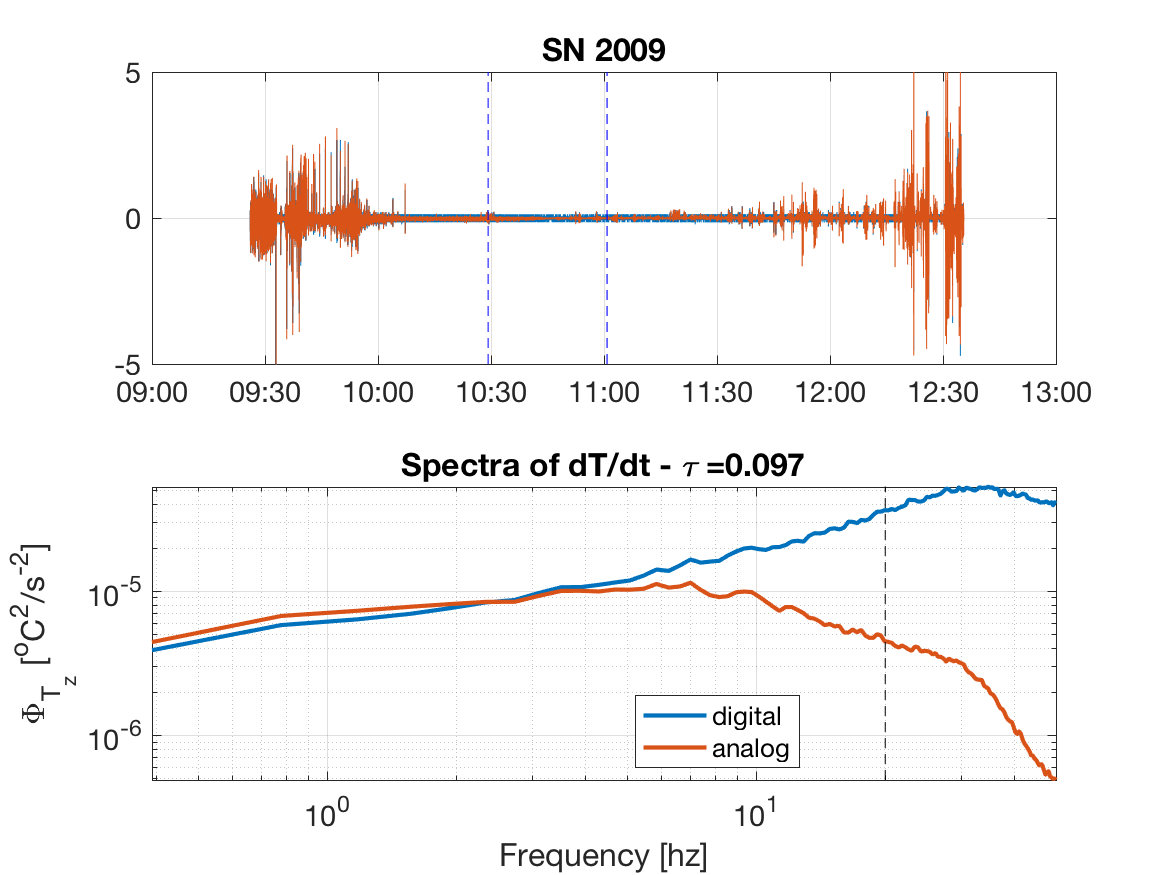 SN 2009
5
0
-5
09:00 09:30 10:00 10:30 11:00 11:30 12:00 12:30 13:00
Spectra of dT/dt - τ =0.097
Φ_{T_z} [°C²/s⁻²]
10⁻⁵
10⁻⁶
digital
analog
10⁰ 10¹
Frequency [hz]